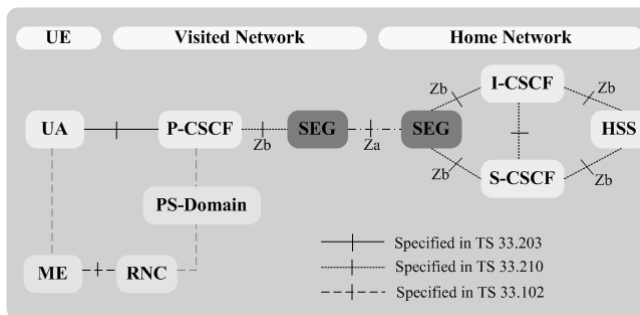 UE Visited Network Home Network
I-CSCF
Zb Zb
UA P-CSCF SEG SEG HSS
Zb Za
Zb Zb
S-CSCF
PS-Domain
ME RNC
Specified in TS 33.203
Specified in TS 33.210
Specified in TS 33.102